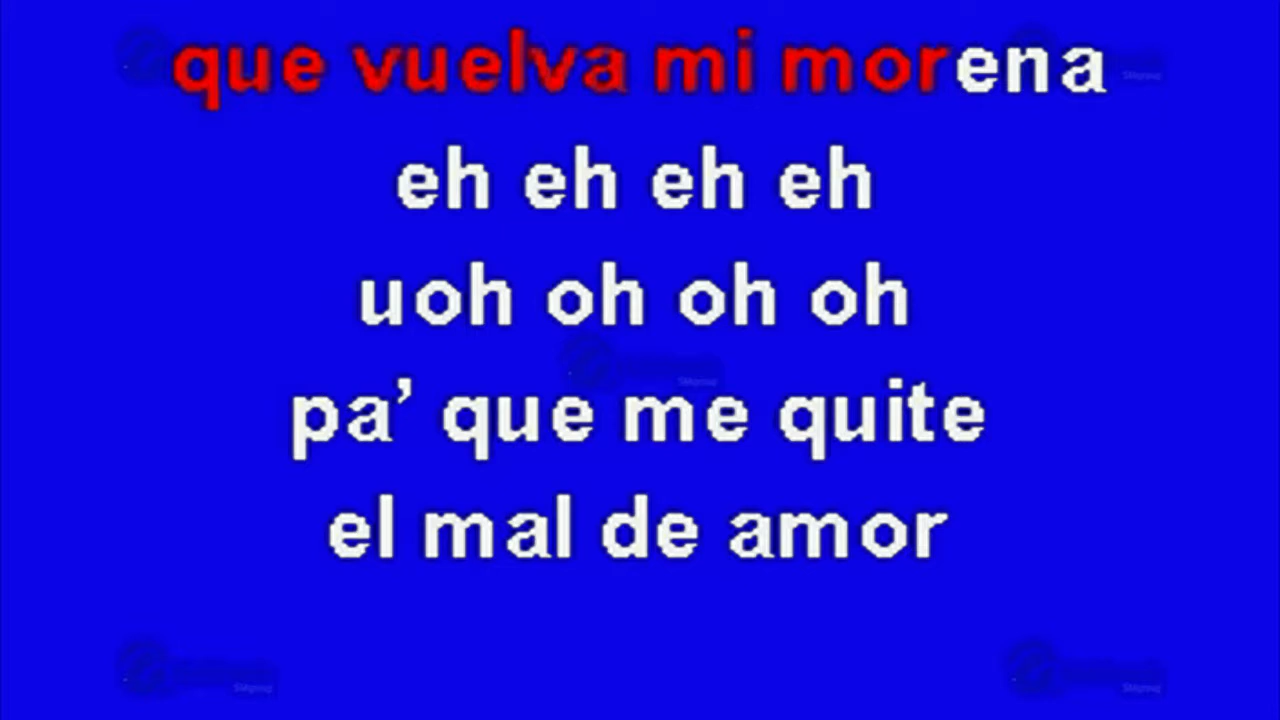 que vuelva mi morena
eh eh eh eh
uoh oh oh oh
pa’ que me quite
el mal de amor